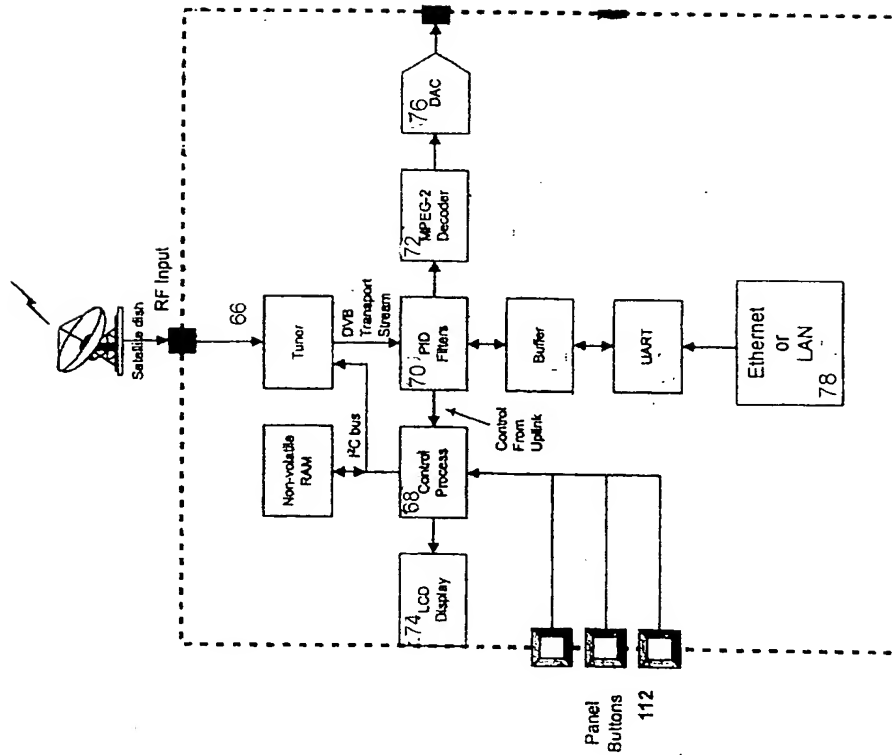 Satellite dish
RF Input
66
Tuner
DVB
Transport
Stream
Non-volatile
RAM
I²C bus
74
LCD
Display
68
Control
Process
70
PID
Filters
72
MPEG-2
Decoder
76
DAC
Control
From
Uplink
Buffer
UART
Ethernet
or
LAN
78
Panel
Buttons
112